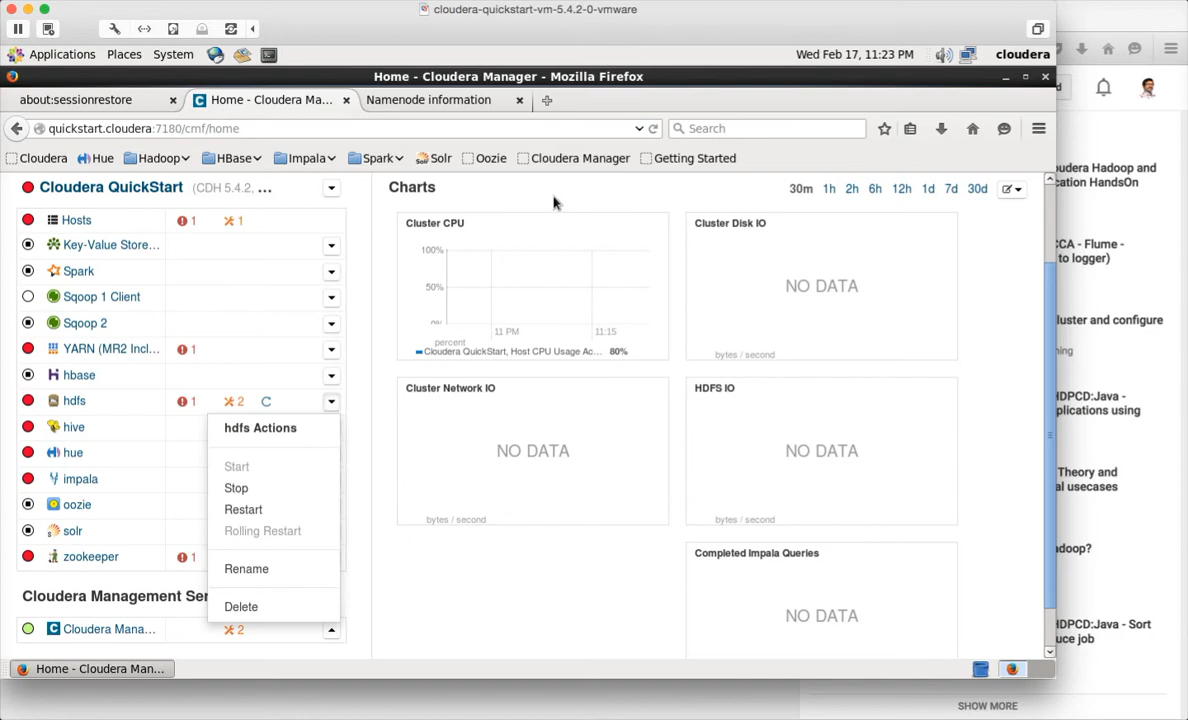 cloudera-quickstart-vm-5.4.2-0-vmware
Applications Places System
Wed Feb 17, 11:23 PM
cloudera
Home - Cloudera Manager - Mozilla Firefox
about:sessionrestore
Home - Cloudera Ma...
Namenode information
quickstart.cloudera:7180/cmf/home
Search
Cloudera Hue Hadoop HBase Impala Spark Solr Oozie Cloudera Manager Getting Started
Cloudera QuickStart (CDH 5.4.2, ...
Hosts 1 1
Key-Value Store...
Spark
Sqoop 1 Client
Sqoop 2
YARN (MR2 Incl... 1
hbase
hdfs 1 2
hive
hue
impala
oozie
solr
zookeeper 1
hdfs Actions
Start
Stop
Restart
Rolling Restart
Rename
Delete
Cloudera Management Ser
Cloudera Mana... 2
Charts
30m 1h 2h 6h 12h 1d 7d 30d
Cluster CPU
100%
50%
0%
11 PM 11:15
percent
Cloudera QuickStart, Host CPU Usage Ac... 80%
Cluster Disk IO
NO DATA
bytes / second
Cluster Network IO
NO DATA
bytes / second
HDFS IO
NO DATA
bytes / second
Completed Impala Queries
NO DATA
Home - Cloudera Man...
d
udera Hadoop and
cation HandsOn
CCA - Flume -
to logger)
luster and configure
ning
HDPCD:Java -
plications using
Theory and
al usecases
adoop?
HDPCD:Java - Sort
uce job
SHOW MORE